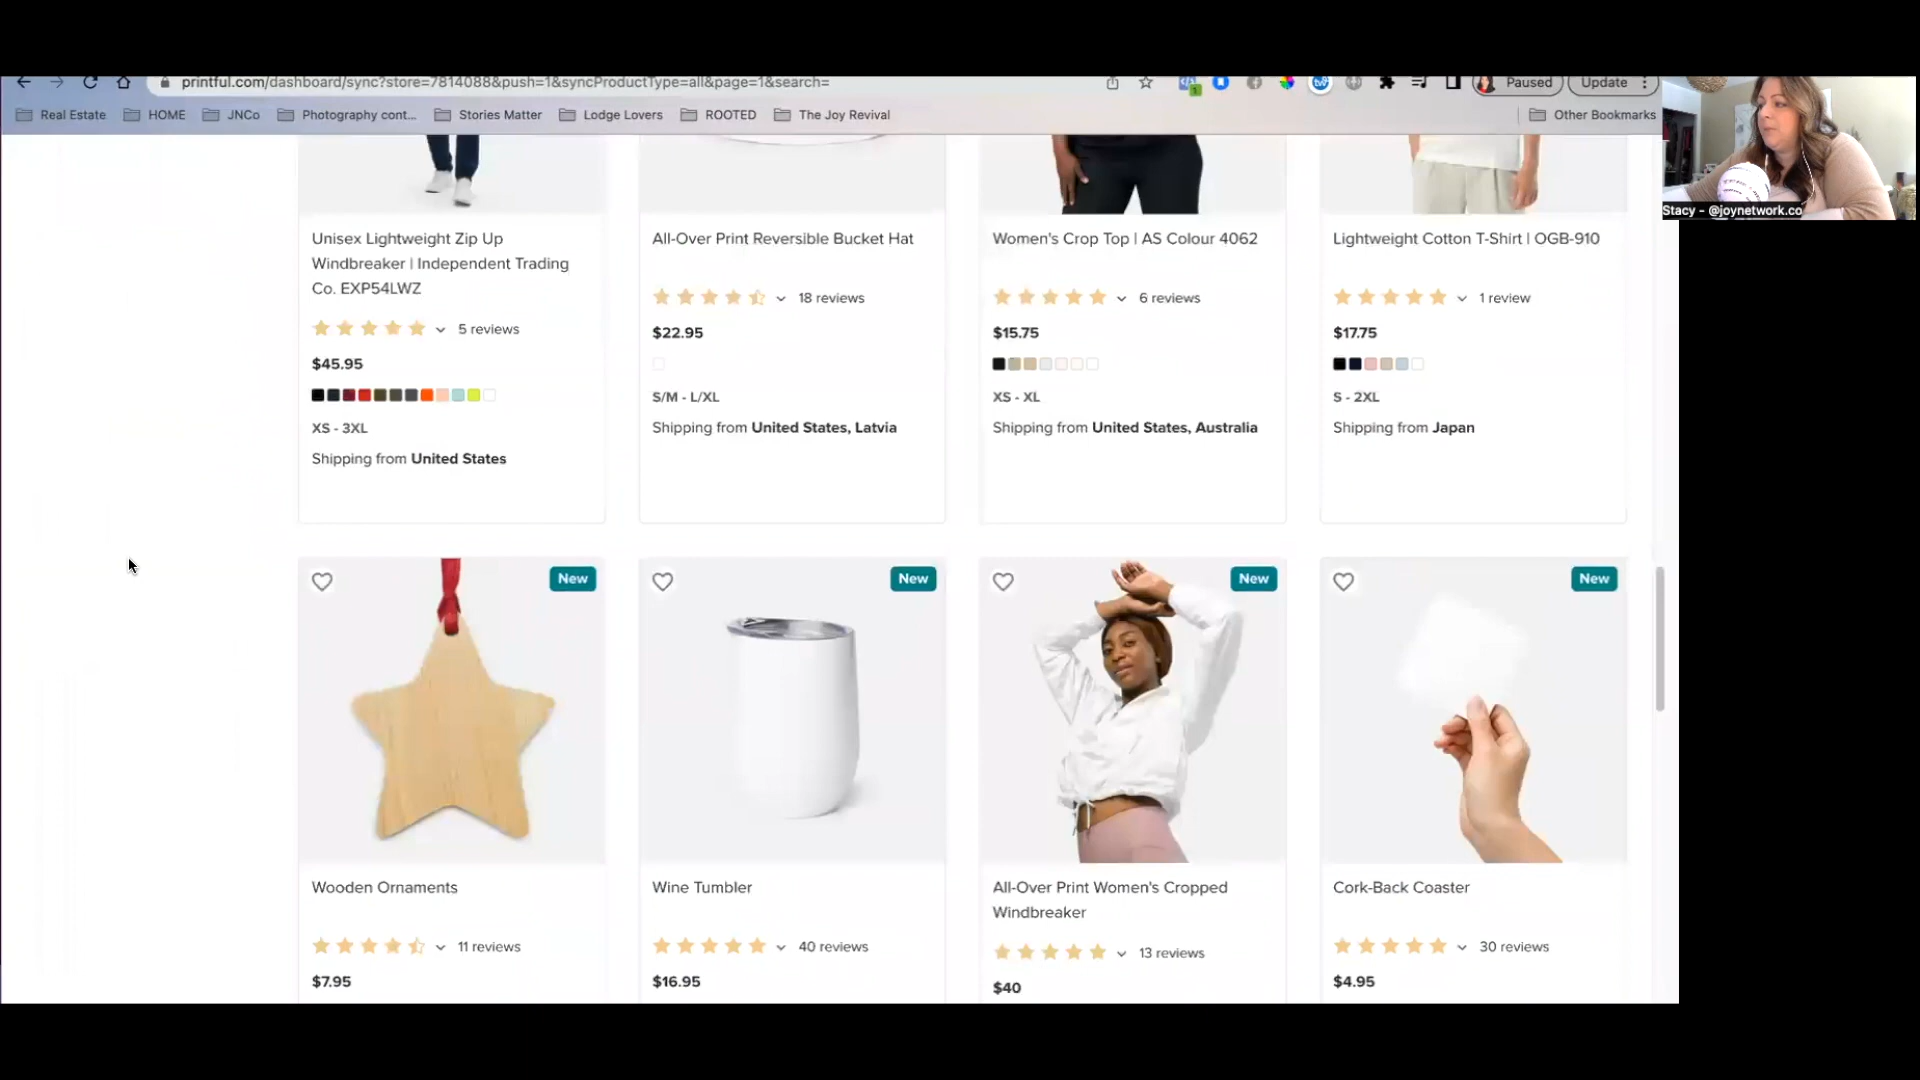 printful.com/dashboard/sync?store=7814088&push=1&syncProductType=all&page=1&search=
Paused
Update
Real Estate
HOME
JNCo
Photography cont...
Stories Matter
Lodge Lovers
ROOTED
The Joy Revival
Other Bookmarks
Stacy - @joynetwork.co
Unisex Lightweight Zip Up
Windbreaker | Independent Trading
Co. EXP54LWZ
5 reviews
$45.95
XS - 3XL
Shipping from United States
All-Over Print Reversible Bucket Hat
18 reviews
$22.95
S/M - L/XL
Shipping from United States, Latvia
Women's Crop Top | AS Colour 4062
6 reviews
$15.75
XS - XL
Shipping from United States, Australia
Lightweight Cotton T-Shirt | OGB-910
1 review
$17.75
S - 2XL
Shipping from Japan
New
Wooden Ornaments
11 reviews
$7.95
New
Wine Tumbler
40 reviews
$16.95
New
All-Over Print Women's Cropped
Windbreaker
13 reviews
$40
New
Cork-Back Coaster
30 reviews
$4.95